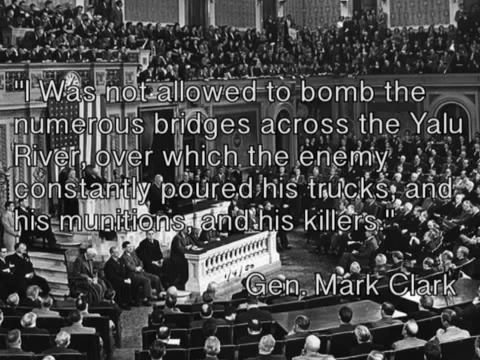 "I Was not allowed to bomb the
numerous bridges across the Yalu
River, over which the enemy
constantly poured his trucks, and
his munitions, and his killers."
Gen. Mark Clark